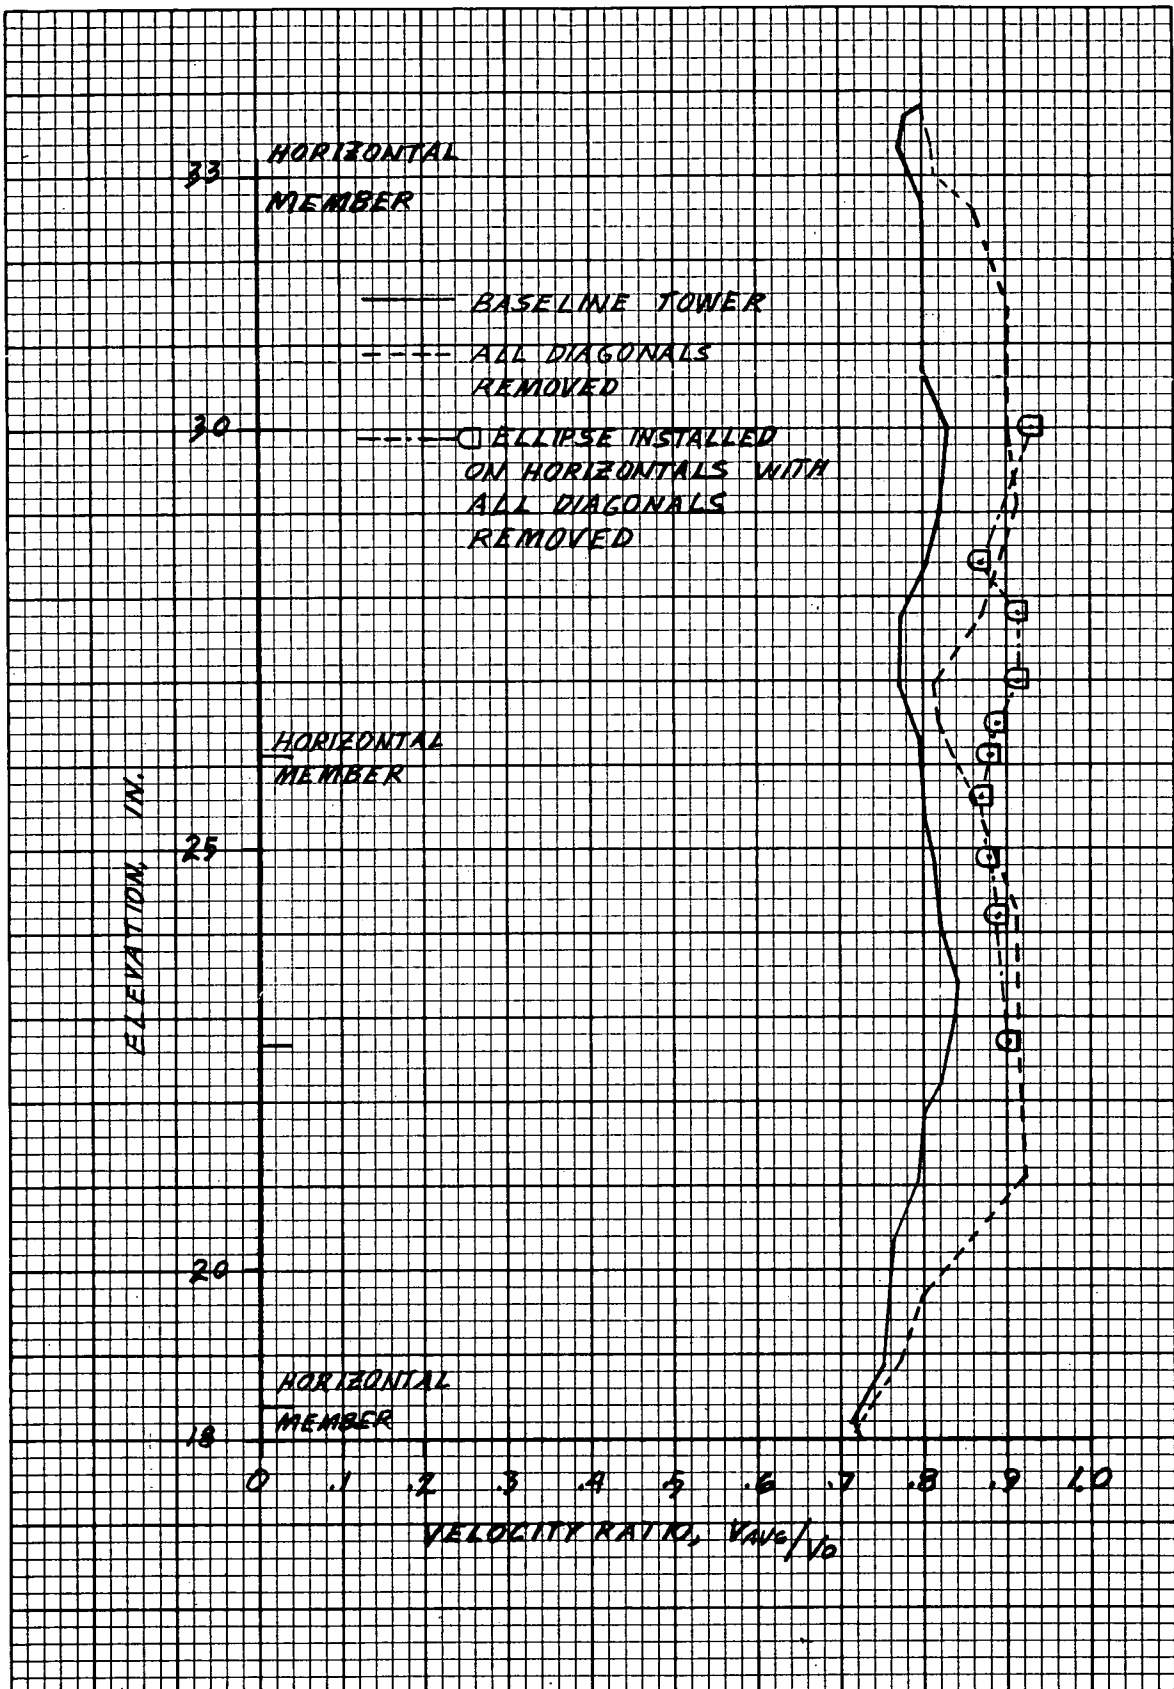 33
HORIZONTAL
MEMBER
BASELINE TOWER
ALL DIAGONALS
REMOVED
30
ELLIPSE INSTALLED
ON HORIZONTALS WITH
ALL DIAGONALS
REMOVED
HORIZONTAL
MEMBER
ELEVATION, IN.
25
20
HORIZONTAL
MEMBER
18
0 .1 .2 .3 .4 .5 .6 .7 .8 .9 1.0
VELOCITY RATIO, VAVG/VO